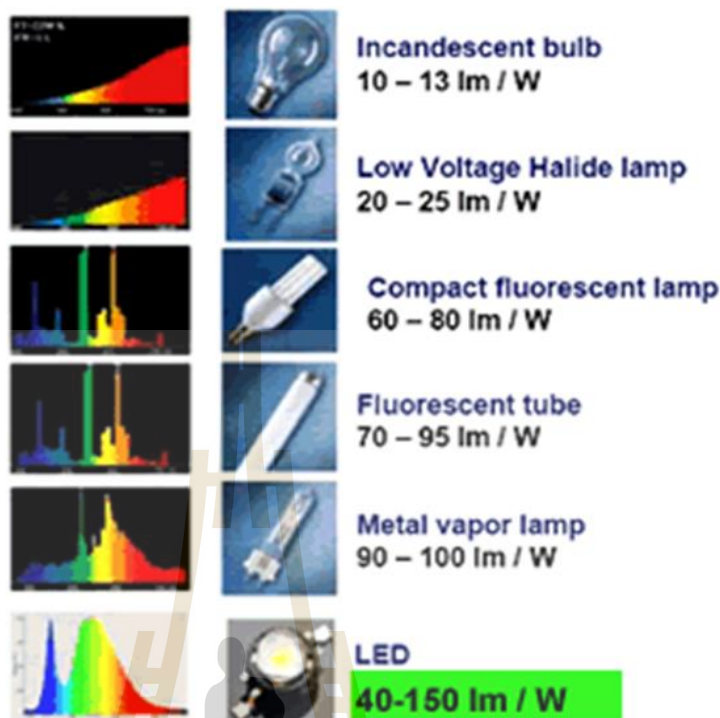 Incandescent bulb
10 – 13 lm / W
Low Voltage Halide lamp
20 – 25 lm / W
Compact fluorescent lamp
60 – 80 lm / W
Fluorescent tube
70 – 95 lm / W
Metal vapor lamp
90 – 100 lm / W
LED
40-150 lm / W